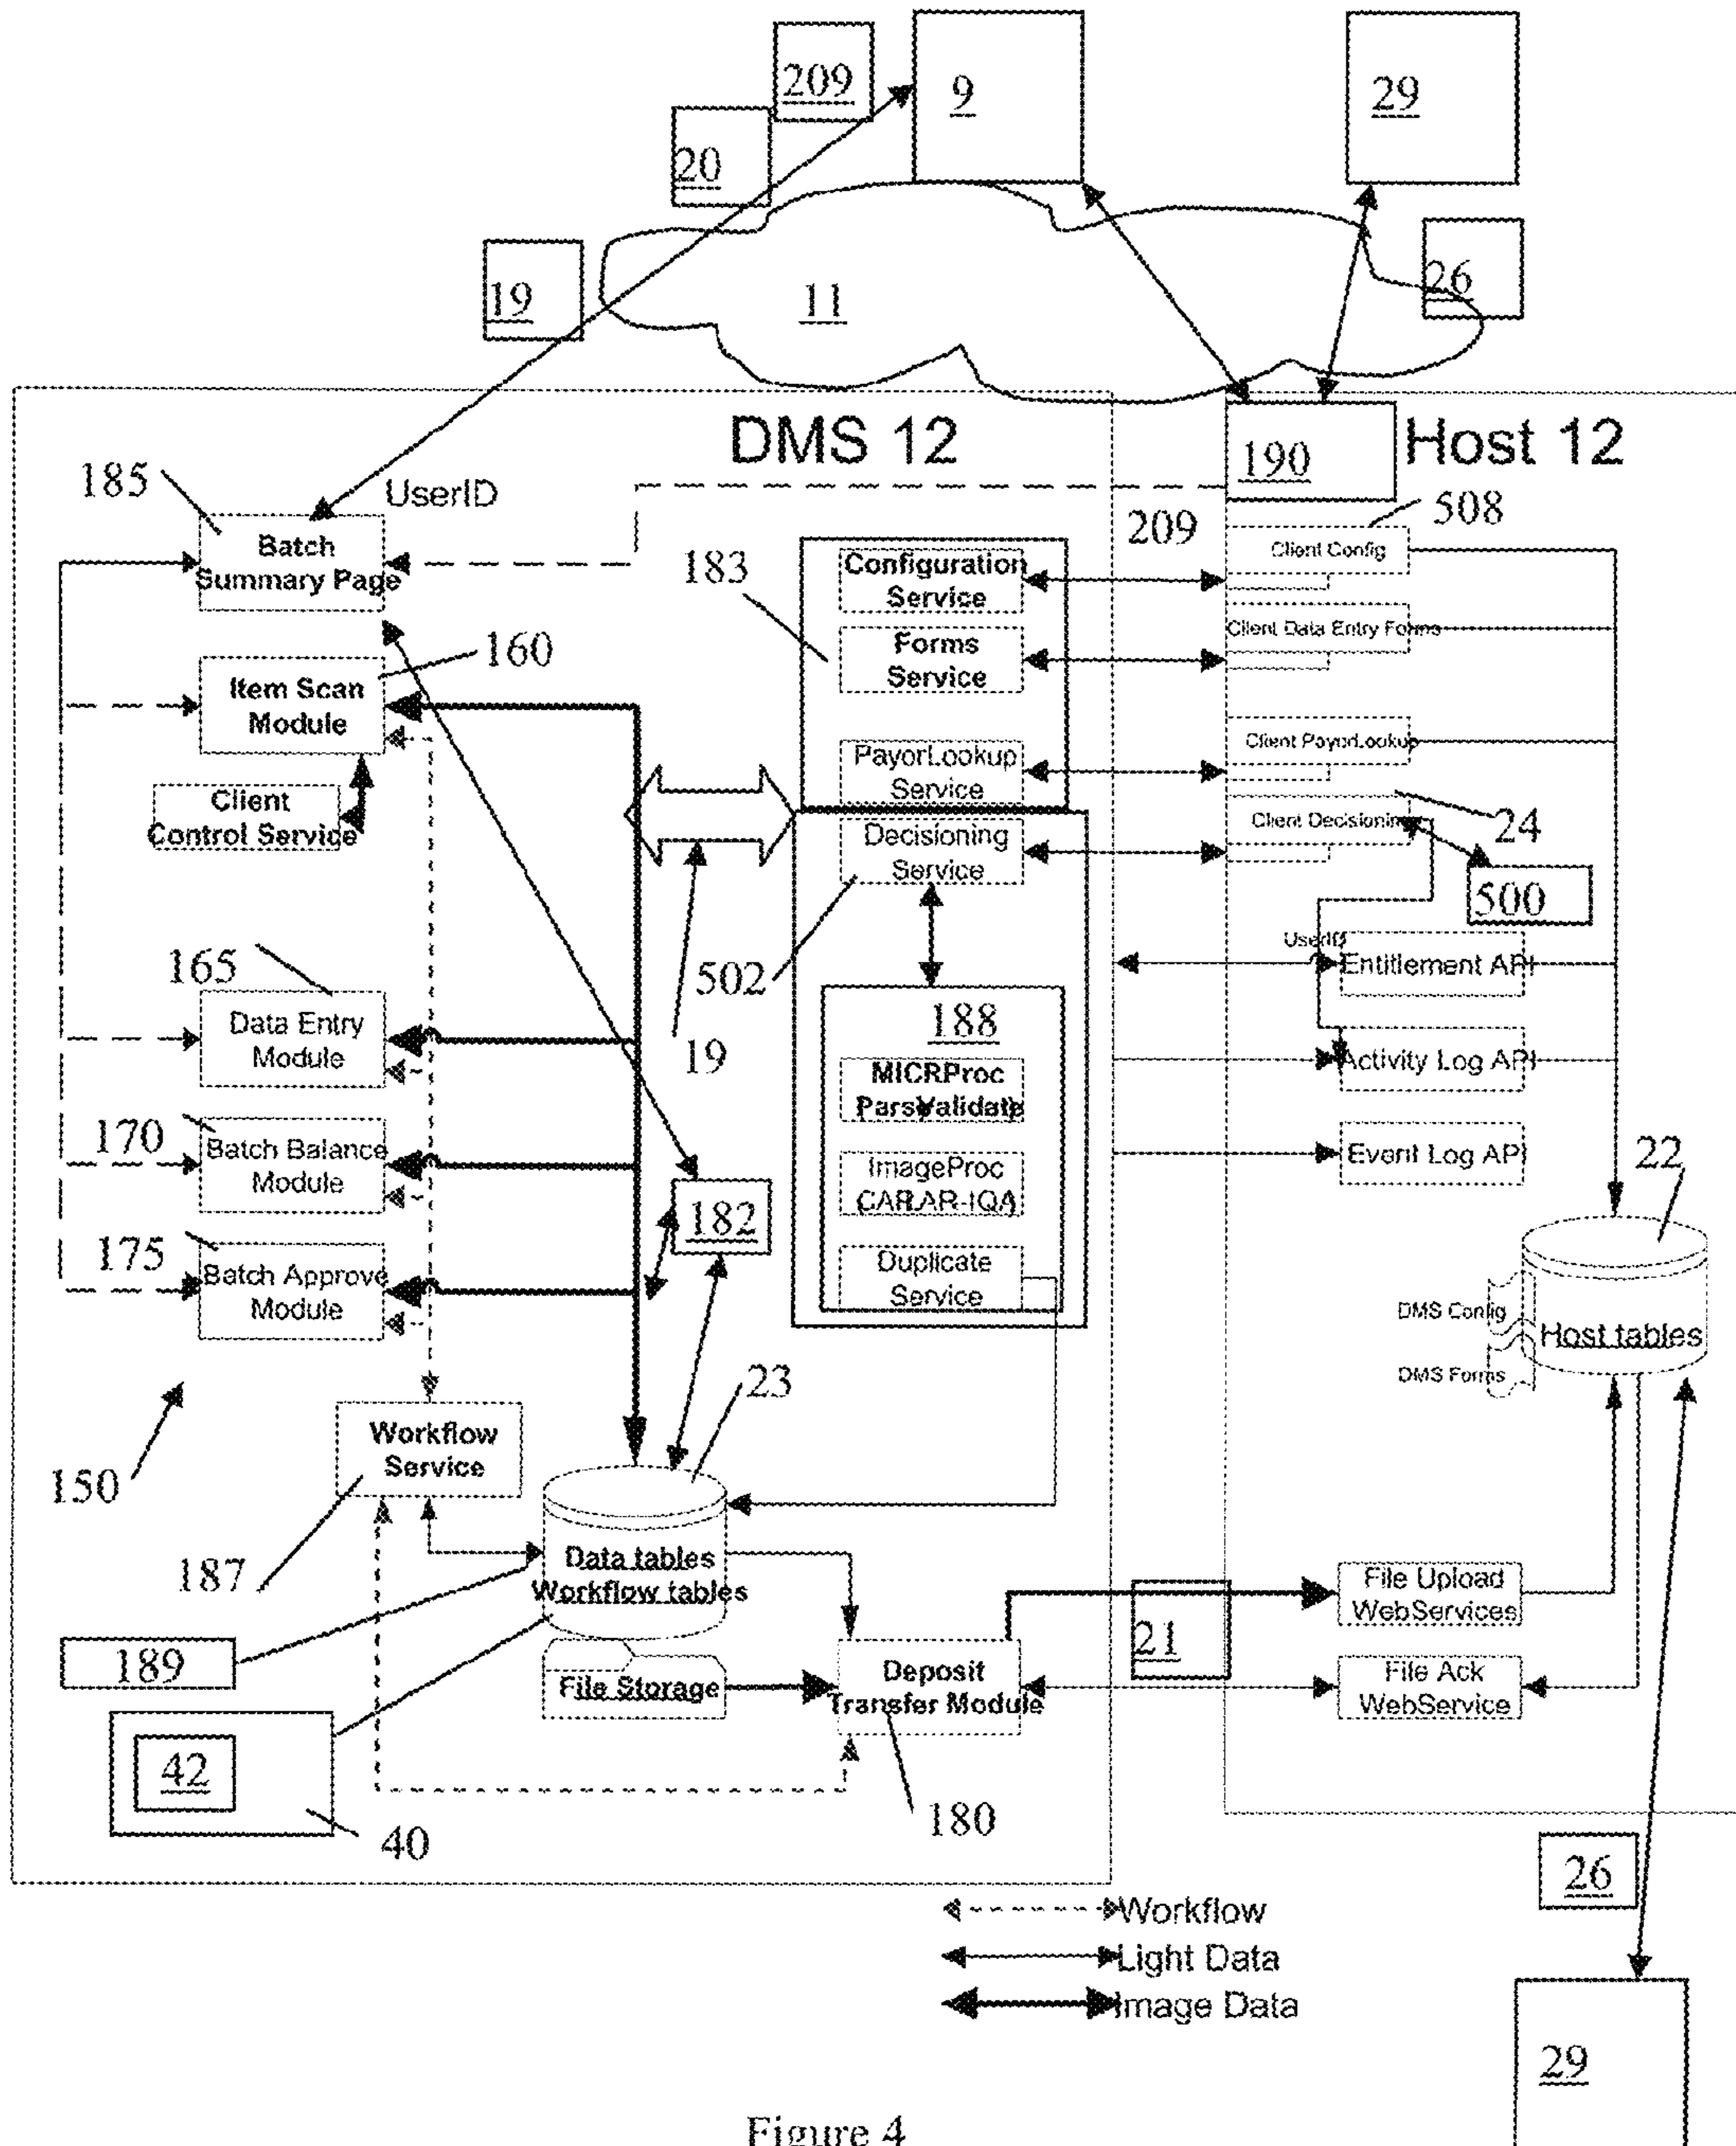 209
9
29
20
19
11
26
DMS 12
190
Host 12
185
UserID
508
Batch
Summary Page
209
Client Config
183
Configuration
Service
Client Data Entry Forms
Forms
Service
160
Item Scan
Module
Client PayorLookup
PayorLookup
Service
Client
Control Service
24
Client Decisioning
Decisioning
Service
500
UserID
Entitlement API
165
502
Data Entry
Module
19
188
Activity Log API
MICRProc
ParsValidate)
170
Batch Balance
Module
Event Log API
ImageProc
CARLAR-IQA)
22
182
175
Batch Approve
Module
Duplicate
Service
DMS Config
Host tables
DMS Forms
23
Workflow
Service
150
187
Data tables
Workflow tables
File Upload
WebServices
21
189
File Storage
Deposit
Transfer Module
File Ack
WebService
42
40
180
26
Workflow
Light Data
Image Data
29
Figure 4